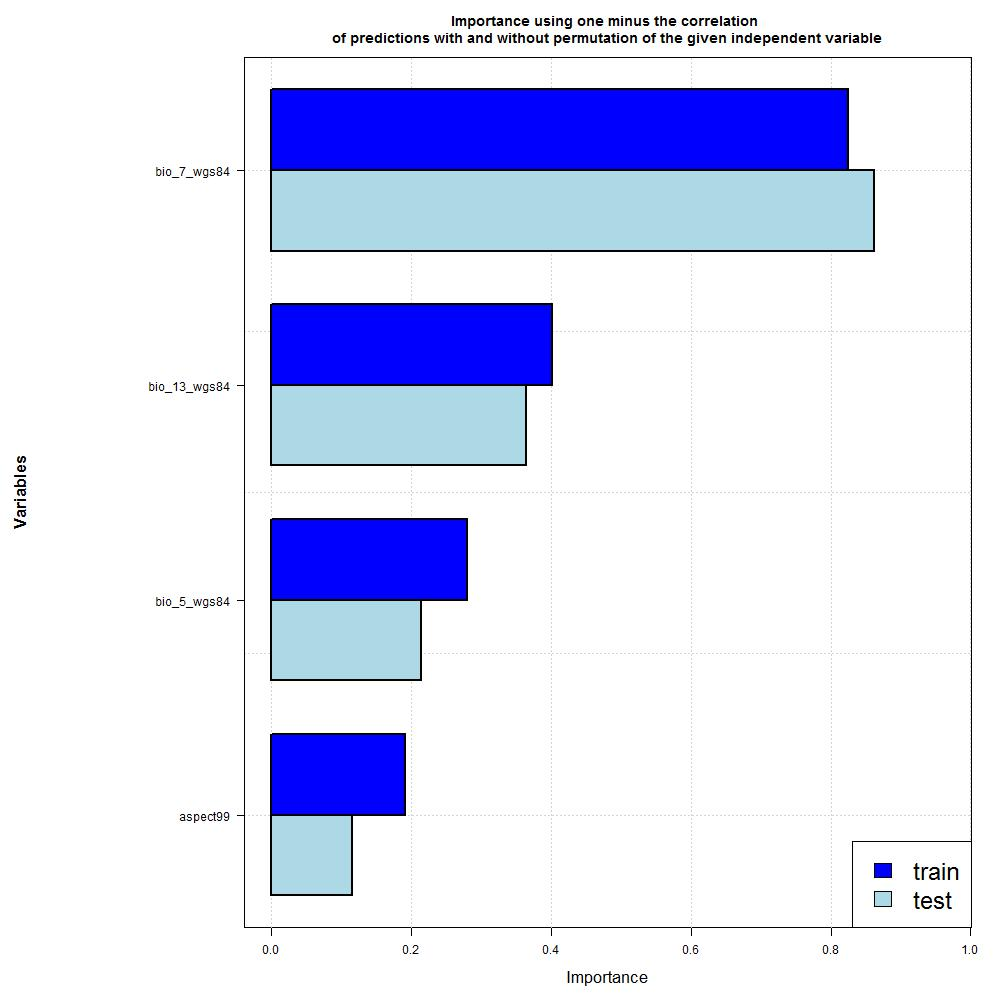 Importance using one minus the correlation
of predictions with and without permutation of the given independent variable
Variables
bio_7_wgs84
bio_13_wgs84
bio_5_wgs84
aspect99
train
test
0.0 0.2 0.4 0.6 0.8 1.0
Importance